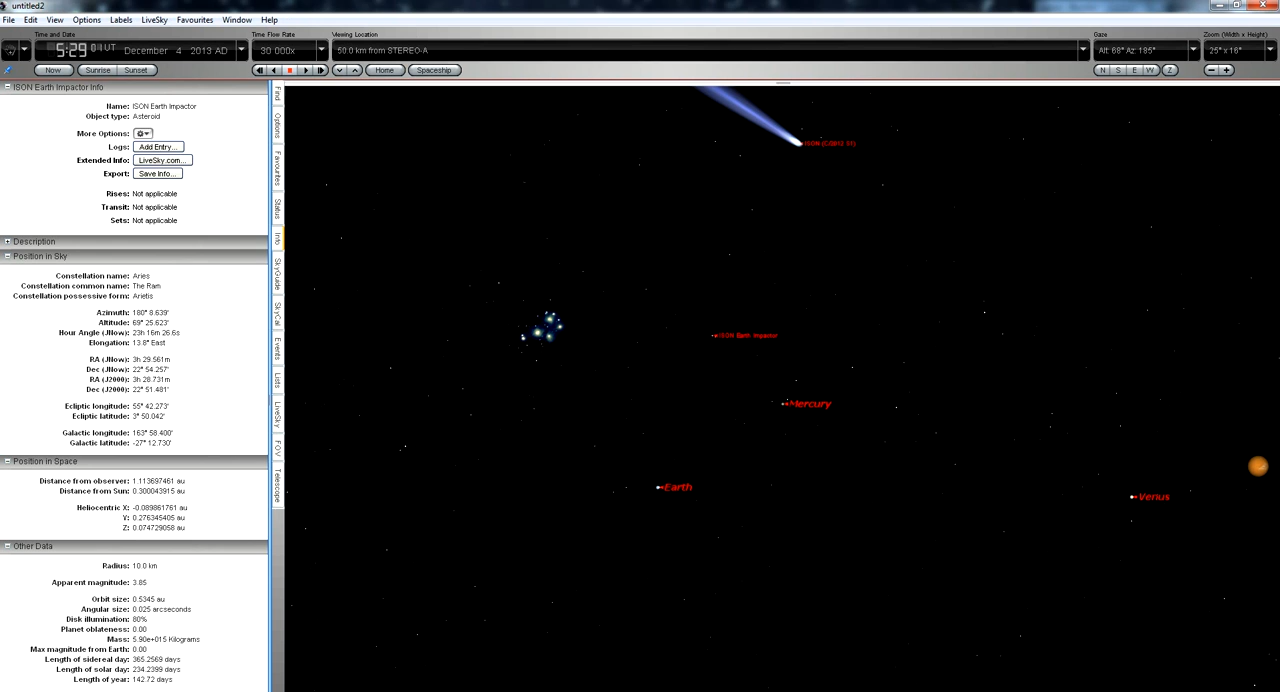 untitled2
File Edit View Options Labels LiveSky Favourites Window Help
Time and Date Time Flow Rate Viewing Location Gaze Zoom (Width x Height)
5:29 UT December 4 2013 AD 30 000x 50.0 km from STEREO-A Alt: 68° Az: 185° 25° x 16°
Now Sunrise Sunset Home Spaceship N S E W Z
ISON Earth Impactor Info
Name: ISON Earth Impactor
Object type: Asteroid
More Options:
Logs: Add Entry...
Extended Info: LiveSky.com...
Export: Save Info...
Rises: Not applicable
Transit: Not applicable
Sets: Not applicable
Description
Position in Sky
Constellation name: Aries
Constellation common name: The Ram
Constellation possessive form: Arietis
Azimuth: 180° 8.639'
Altitude: 69° 25.623'
Hour Angle (JNow): 23h 16m 26.6s
Elongation: 13.8° East
RA (JNow): 3h 29.561m
Dec (JNow): 22° 54.257'
RA (J2000): 3h 28.731m
Dec (J2000): 22° 51.481'
Ecliptic longitude: 55° 42.273'
Ecliptic latitude: 3° 50.042'
Galactic longitude: 163° 58.400'
Galactic latitude: -27° 12.730'
Position in Space
Distance from observer: 1.113697461 au
Distance from Sun: 0.300043915 au
Heliocentric X: -0.089861761 au
Y: 0.276345405 au
Z: 0.074729058 au
Other Data
Radius: 10.0 km
Apparent magnitude: 3.85
Orbit size: 0.5345 au
Angular size: 0.025 arcseconds
Disk illumination: 80%
Planet oblateness: 0.00
Mass: 5.90e+015 Kilograms
Max magnitude from Earth: 0.00
Length of sidereal day: 365.2569 days
Length of solar day: 234.2399 days
Length of year: 142.72 days
Find
Options
Favourites
Status
Info
SkyGuide
SkyCal
Events
Lists
LiveSky
FOV
Telescope
ISON (C/2012 S1)
ISON Earth Impactor
Mercury
Earth
Venus